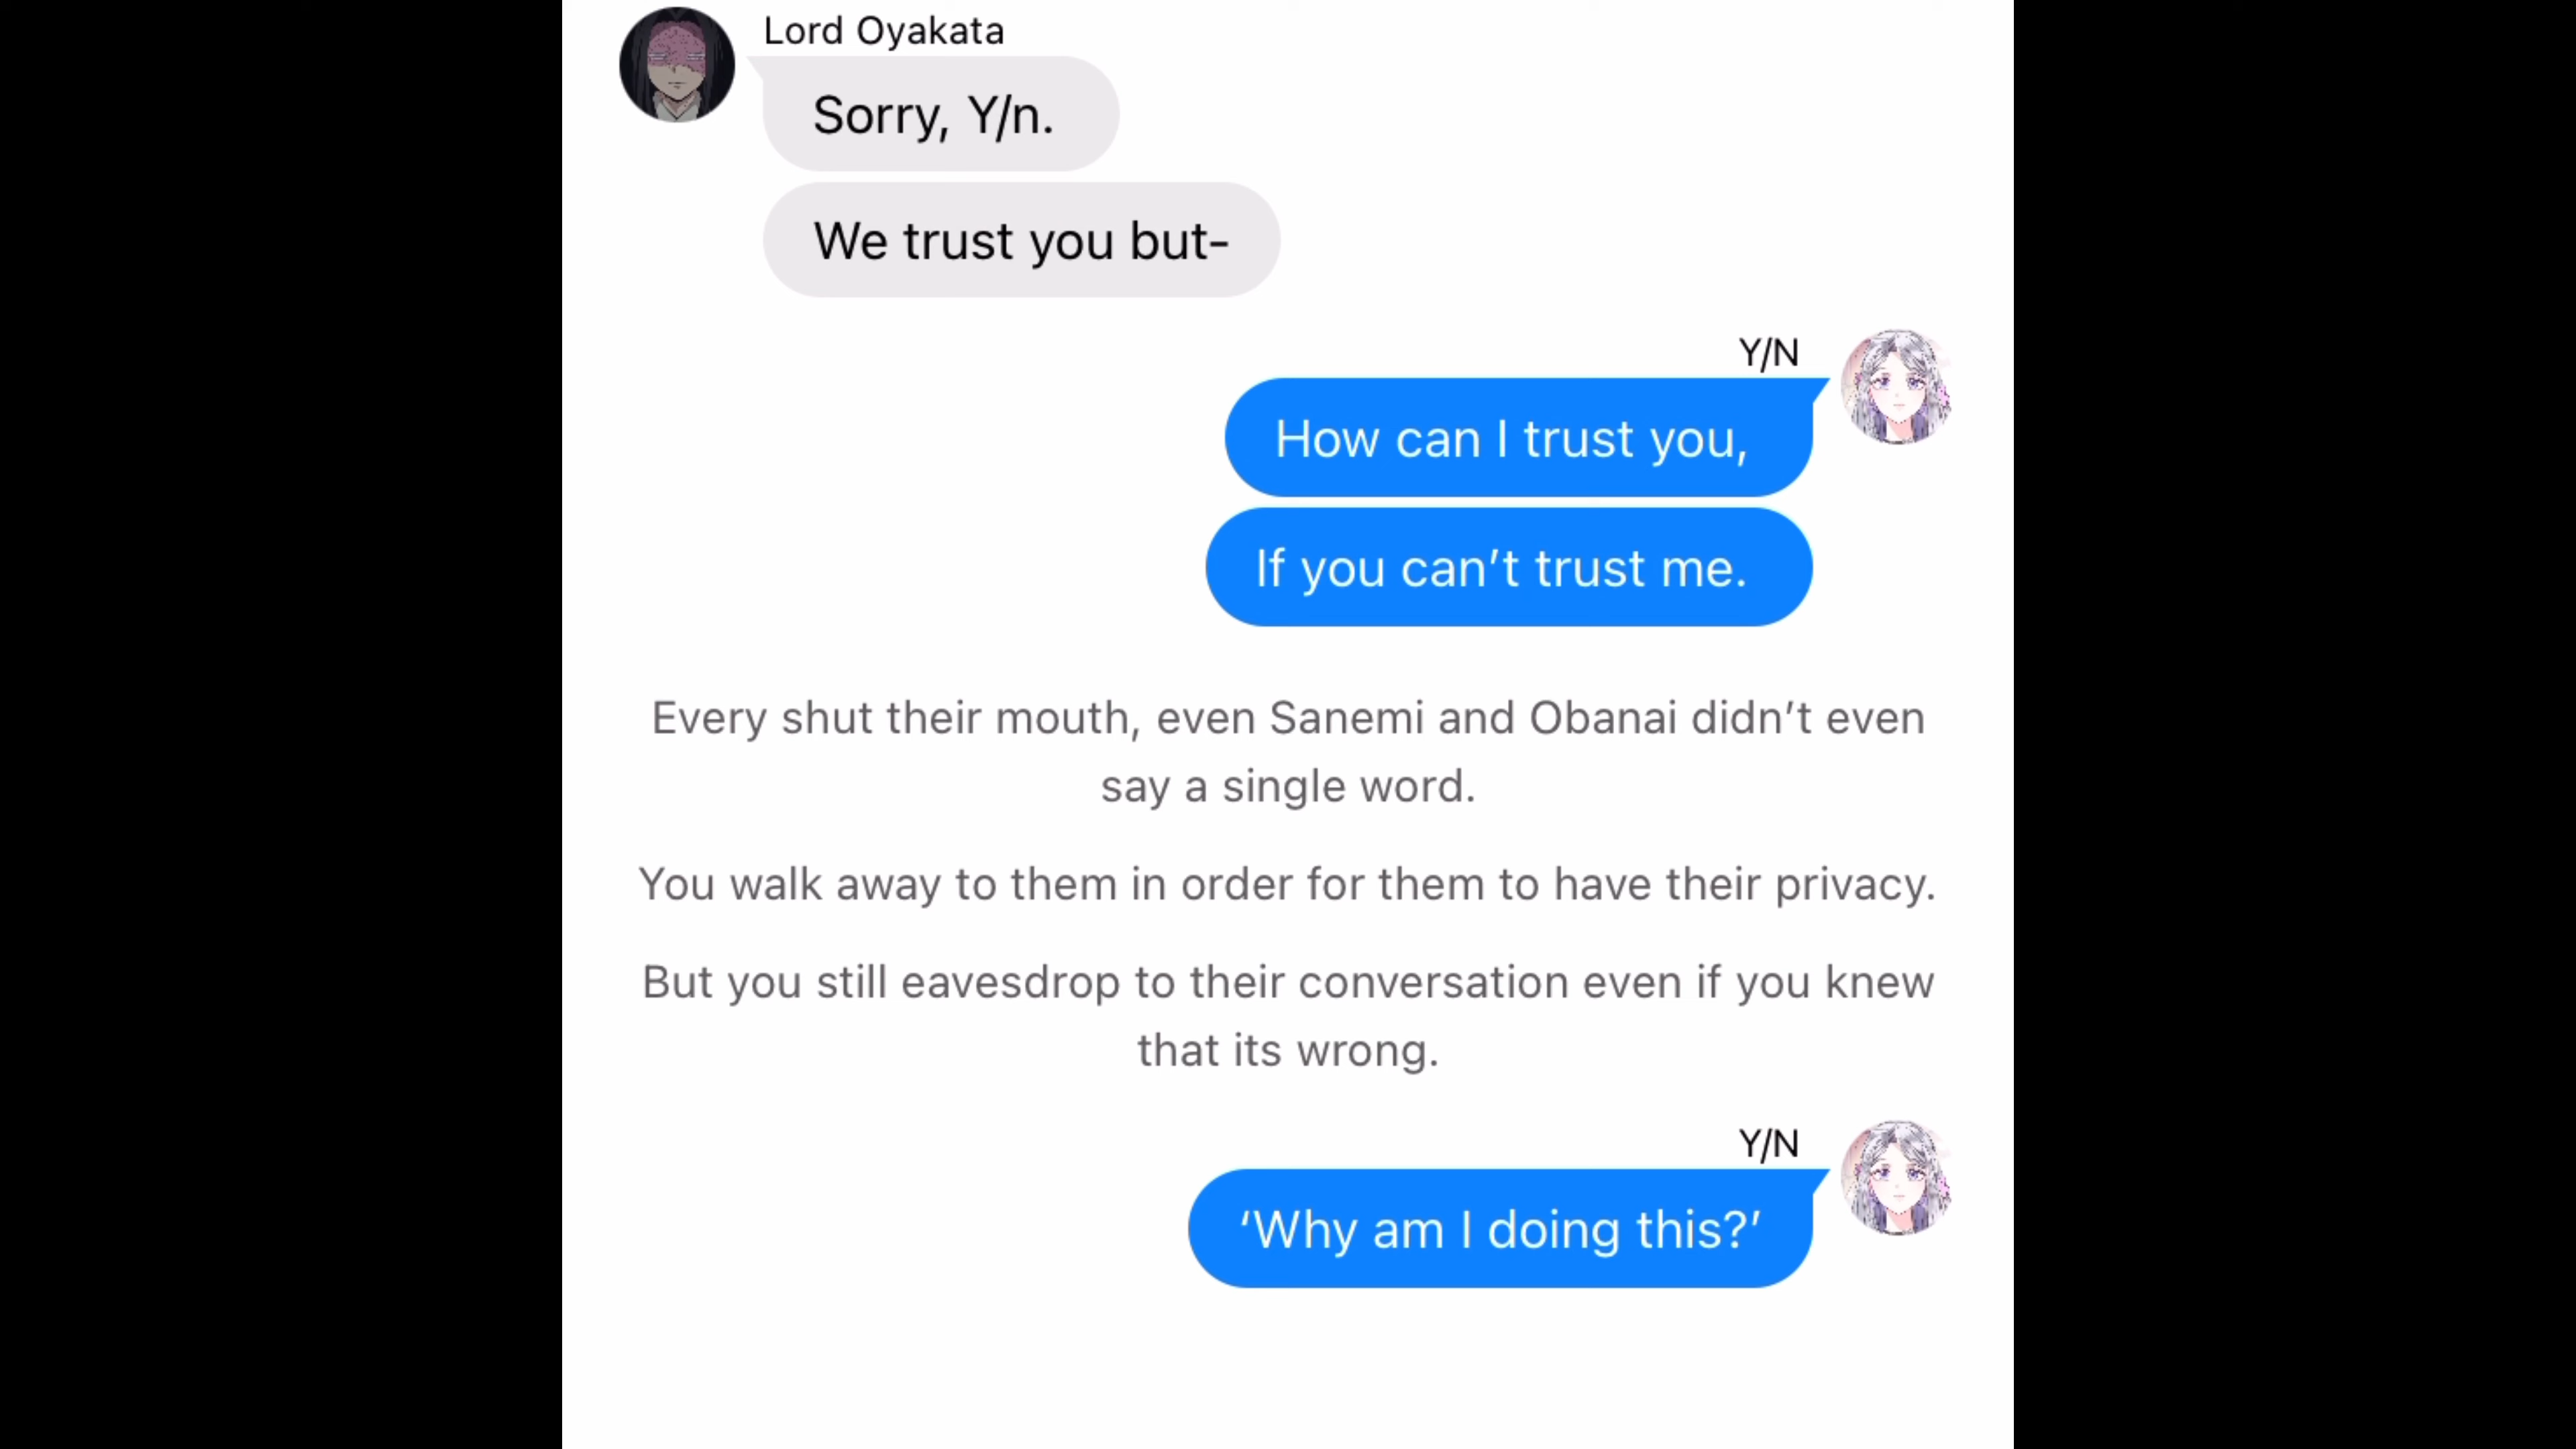 Lord Oyakata
Sorry, Y/n.
We trust you but-
Y/N
How can I trust you,
If you can’t trust me.
Every shut their mouth, even Sanemi and Obanai didn’t even
say a single word.
You walk away to them in order for them to have their privacy.
But you still eavesdrop to their conversation even if you knew
that its wrong.
Y/N
‘Why am I doing this?’